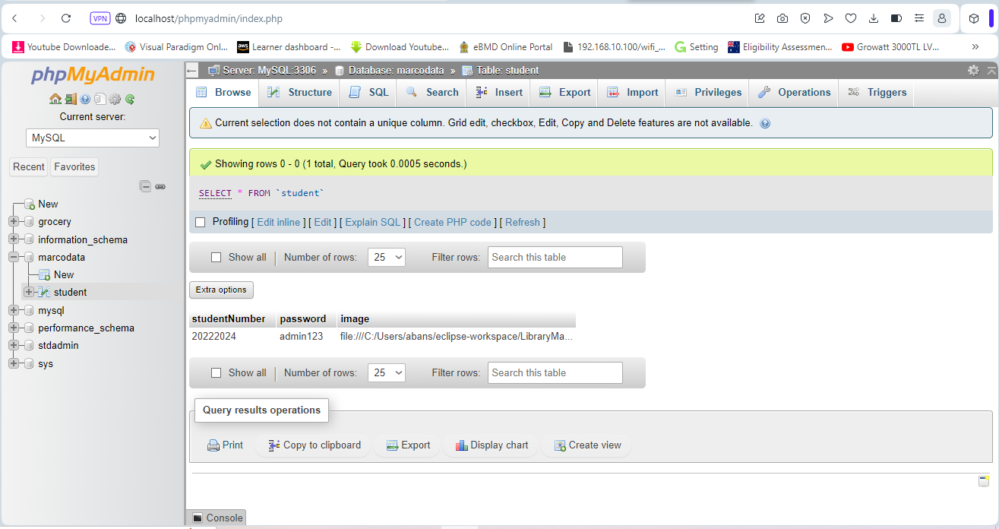 VPN localhost/phpmyadmin/index.php
Youtube Downloade... Visual Paradigm Onl... aws Learner dashboard -... Download Youtube... eBMD Online Portal 192.168.10.100/wifi_... Setting Eligibility Assessmen... Growatt 3000TL LV... »
phpMyAdmin
Current server:
MySQL
Recent Favorites
New
grocery
information_schema
marcodata
New
student
mysql
performance_schema
stdadmin
sys
Server: MySQL:3306 » Database: marcodata » Table: student
Browse Structure SQL Search Insert Export Import Privileges Operations Triggers
Current selection does not contain a unique column. Grid edit, checkbox, Edit, Copy and Delete features are not available.
Showing rows 0 - 0 (1 total, Query took 0.0005 seconds.)
SELECT * FROM `student`
Profiling [ Edit inline ] [ Edit ] [ Explain SQL ] [ Create PHP code ] [ Refresh ]
Show all | Number of rows: 25 Filter rows: Search this table
Extra options
studentNumber password image
20222024 admin123 file:///C:/Users/abans/eclipse-workspace/LibraryMa...
Show all | Number of rows: 25 Filter rows: Search this table
Query results operations
Print Copy to clipboard Export Display chart Create view
Console